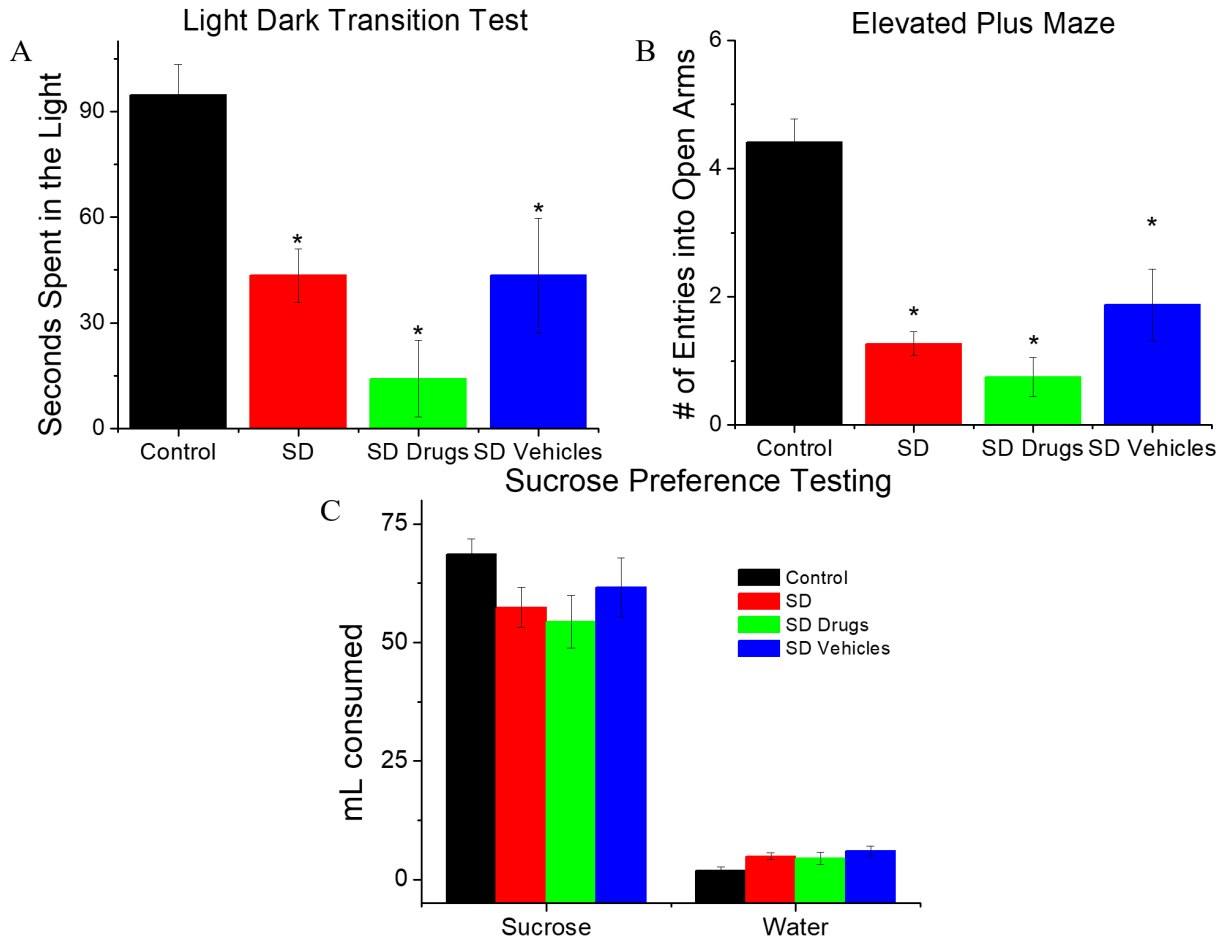 Light Dark Transition Test
A
Seconds Spent in the Light
90
60
30
0
*
*
*
Control
SD
SD Drugs
SD Vehicles
Elevated Plus Maze
B
# of Entries into Open Arms
6
4
2
0
*
*
*
Control
SD
SD Drugs
SD Vehicles
Sucrose Preference Testing
C
mL consumed
75
50
25
0
Control
SD
SD Drugs
SD Vehicles
Sucrose
Water